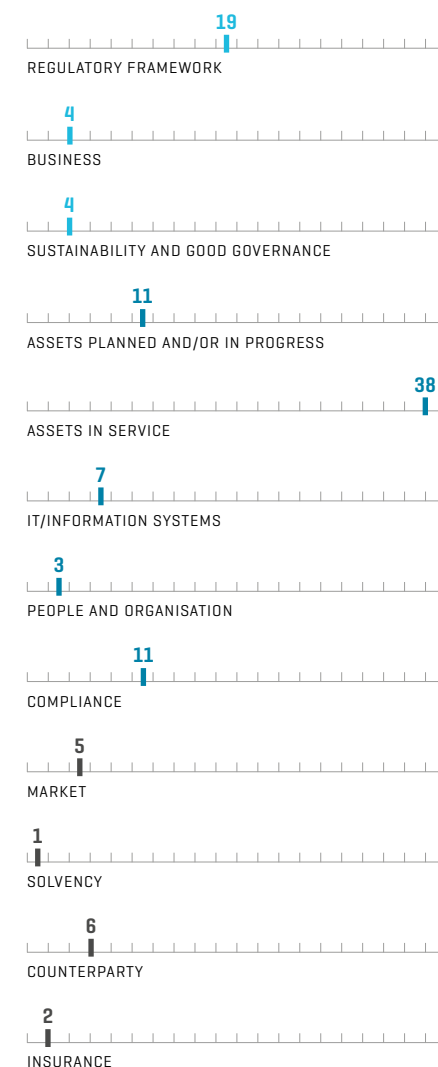 19
REGULATORY FRAMEWORK
4
BUSINESS
4
SUSTAINABILITY AND GOOD GOVERNANCE
11
ASSETS PLANNED AND/OR IN PROGRESS
38
ASSETS IN SERVICE
7
IT/INFORMATION SYSTEMS
3
PEOPLE AND ORGANISATION
11
COMPLIANCE
5
MARKET
1
SOLVENCY
6
COUNTERPARTY
2
INSURANCE